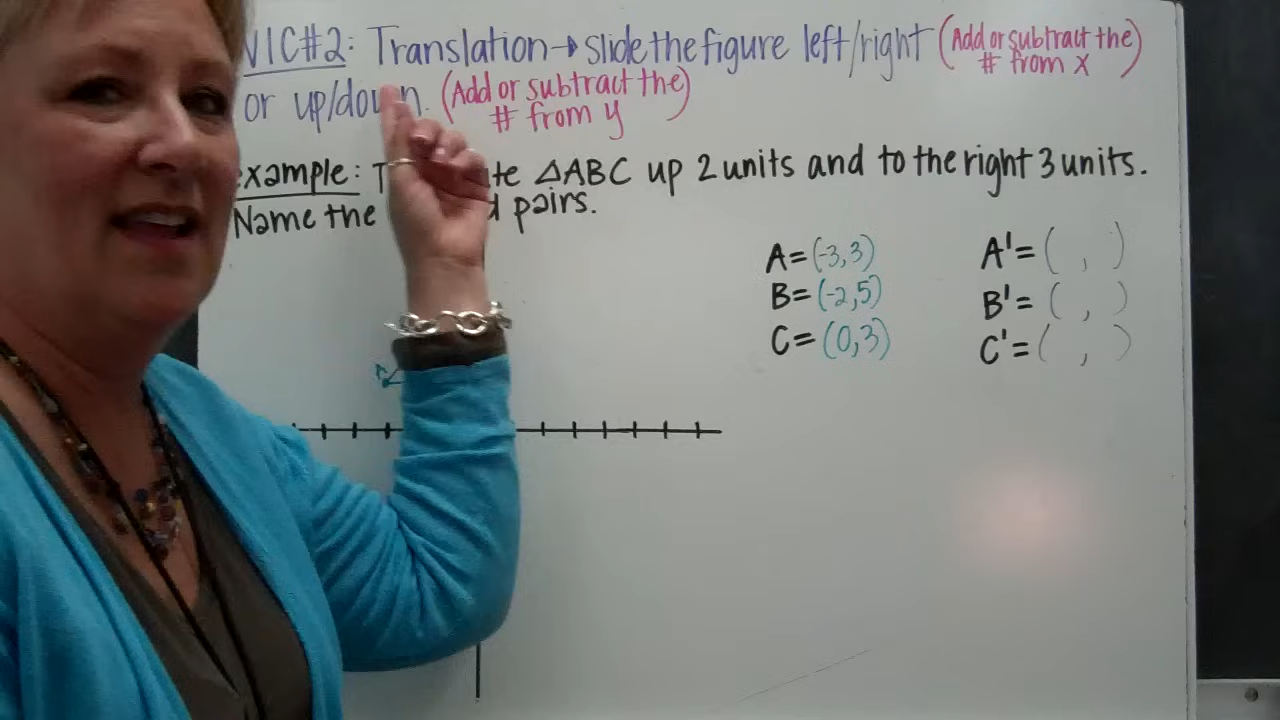 VIC#2: Translation → slide the figure left/right (Add or subtract the # from x)
or up/down. (Add or subtract the # from y)
example: T te △ABC up 2 units and to the right 3 units.
Name the d pairs.
A=(-3,3) A'=( , )
B=(-2,5) B'=( , )
C=(0,3) C'=( , )